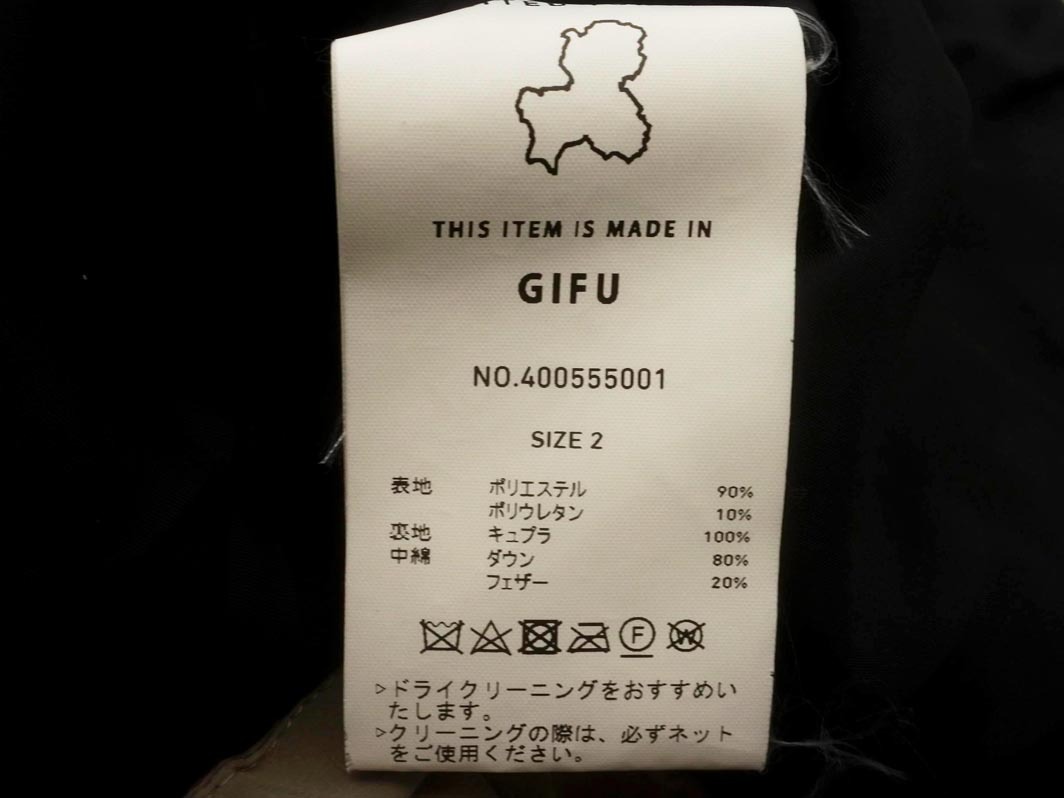 THIS ITEM IS MADE IN
GIFU
NO.400555001
SIZE 2
表地 ポリエステル 90%
ポリウレタン 10%
裏地 キュプラ 100%
中綿 ダウン 80%
フェザー 20%
F W
▷ドライクリーニングをおすすめい
たします。
▷クリーニングの際は、必ずネット
をご使用ください。